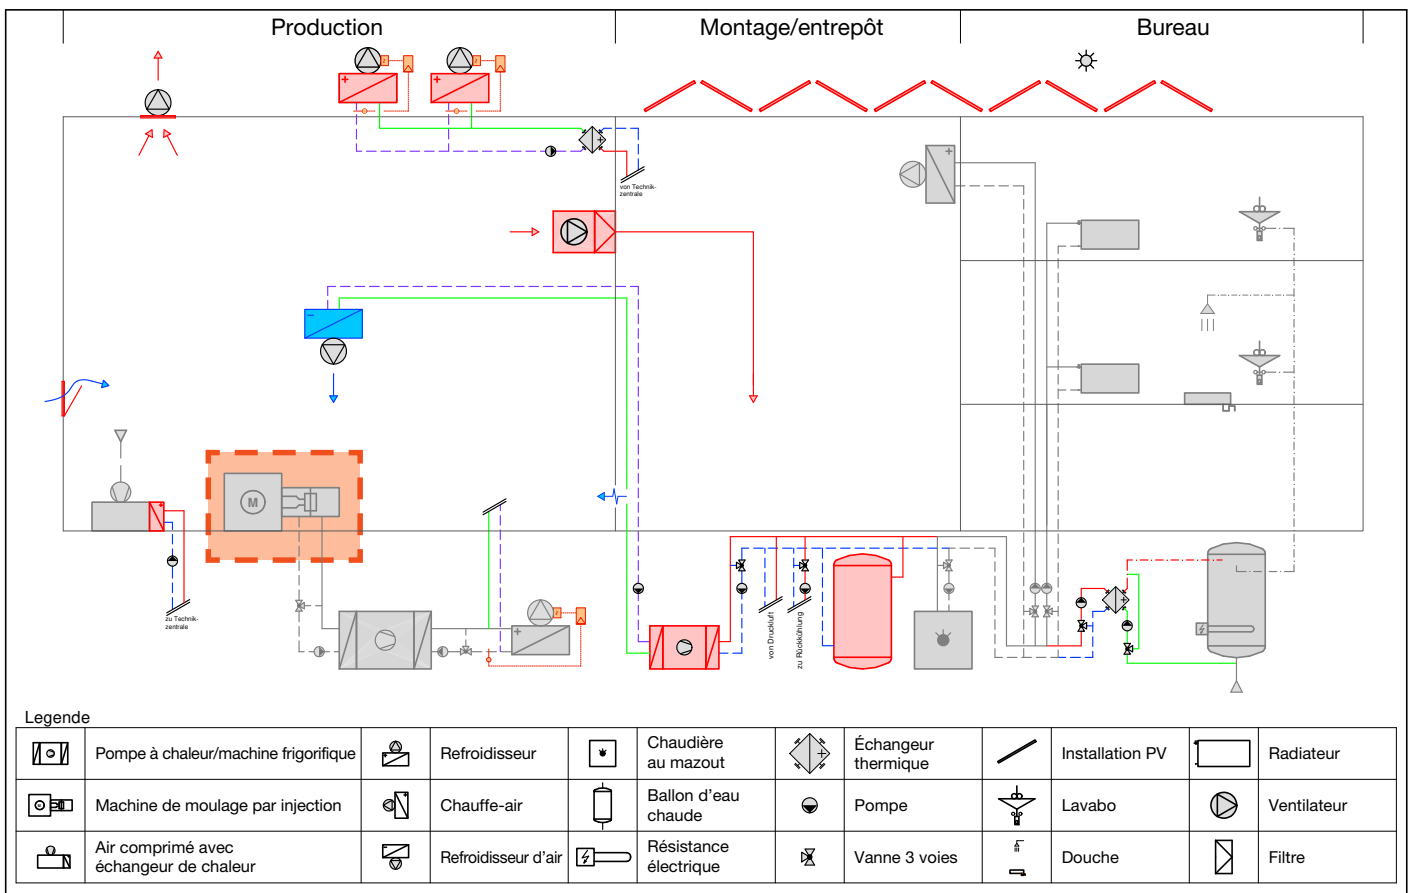 Production
Montage/entrepôt
Bureau
von Technik-
zentrale
M
zu Technik-
zentrale
von Druckluft
zu Rückkühlung
Legende
Pompe à chaleur/machine frigorifique
Refroidisseur
Chaudière
au mazout
Échangeur
thermique
Installation PV
Radiateur
Machine de moulage par injection
Chauffe-air
Ballon d'eau
chaude
Pompe
Lavabo
Ventilateur
Air comprimé avec
échangeur de chaleur
Refroidisseur d'air
Résistance
électrique
Vanne 3 voies
Douche
Filtre